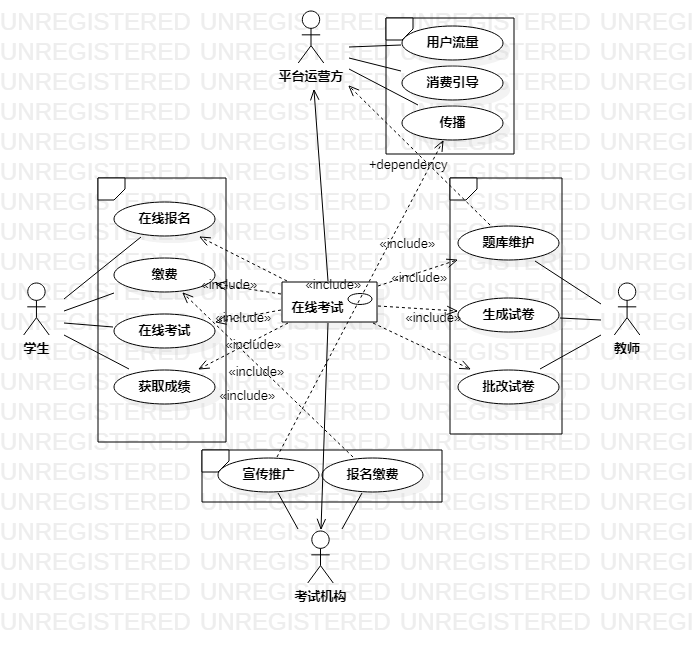 UNREGISTERED UNREGISTERED UNREGISTERED UNREGI
用户流量
平台运营方
消费引导
传播
+dependency
在线报名
题库维护
«include»
缴费
«include»
«include»
«include»
学生
在线考试
在线考试
生成试卷
教师
«include»
«include»
«include»
获取成绩
批改试卷
«include»
«include»
宣传推广
报名缴费
考试机构